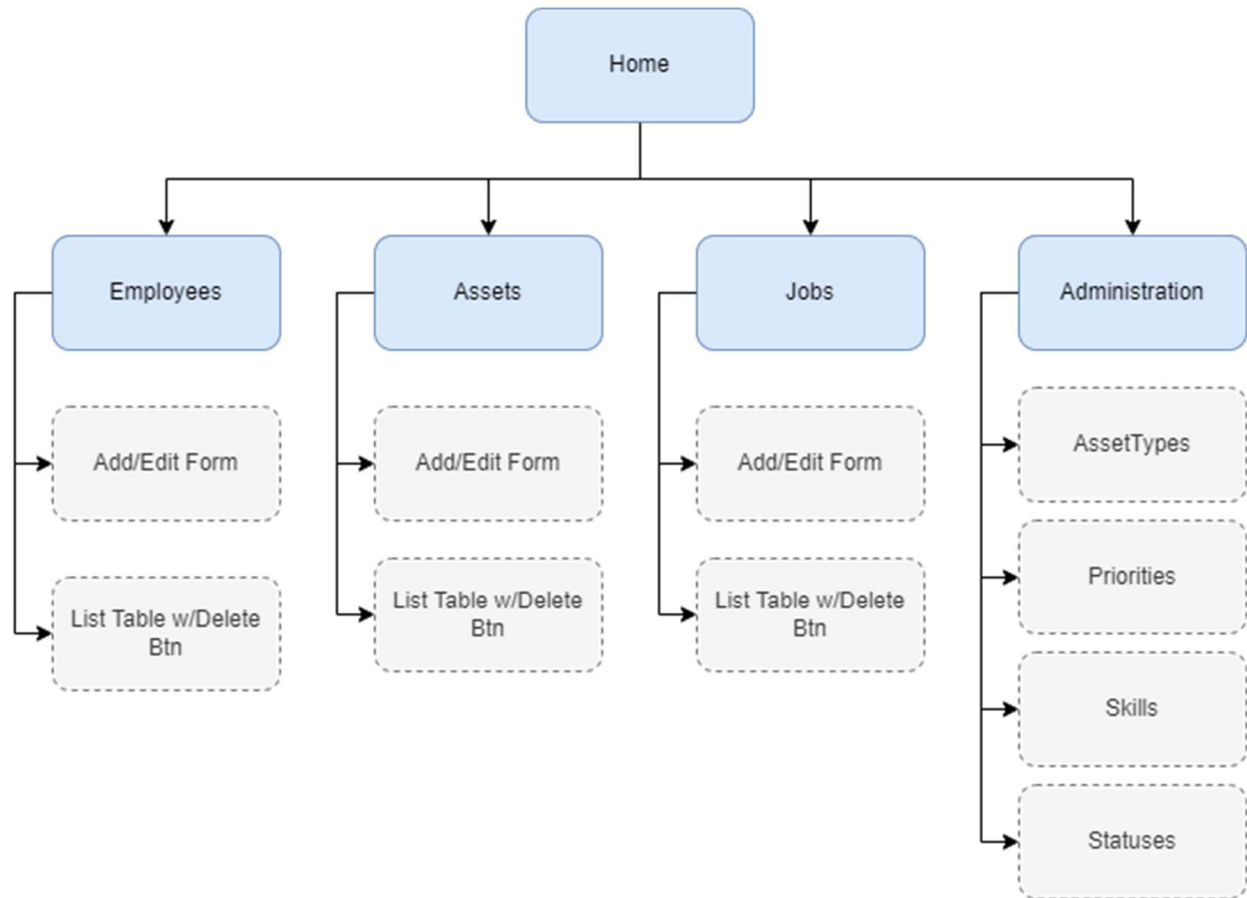 Home
Employees
Assets
Jobs
Administration
Add/Edit Form
Add/Edit Form
Add/Edit Form
AssetTypes
List Table w/Delete
Btn
List Table w/Delete
Btn
List Table w/Delete
Btn
Priorities
Skills
Statuses